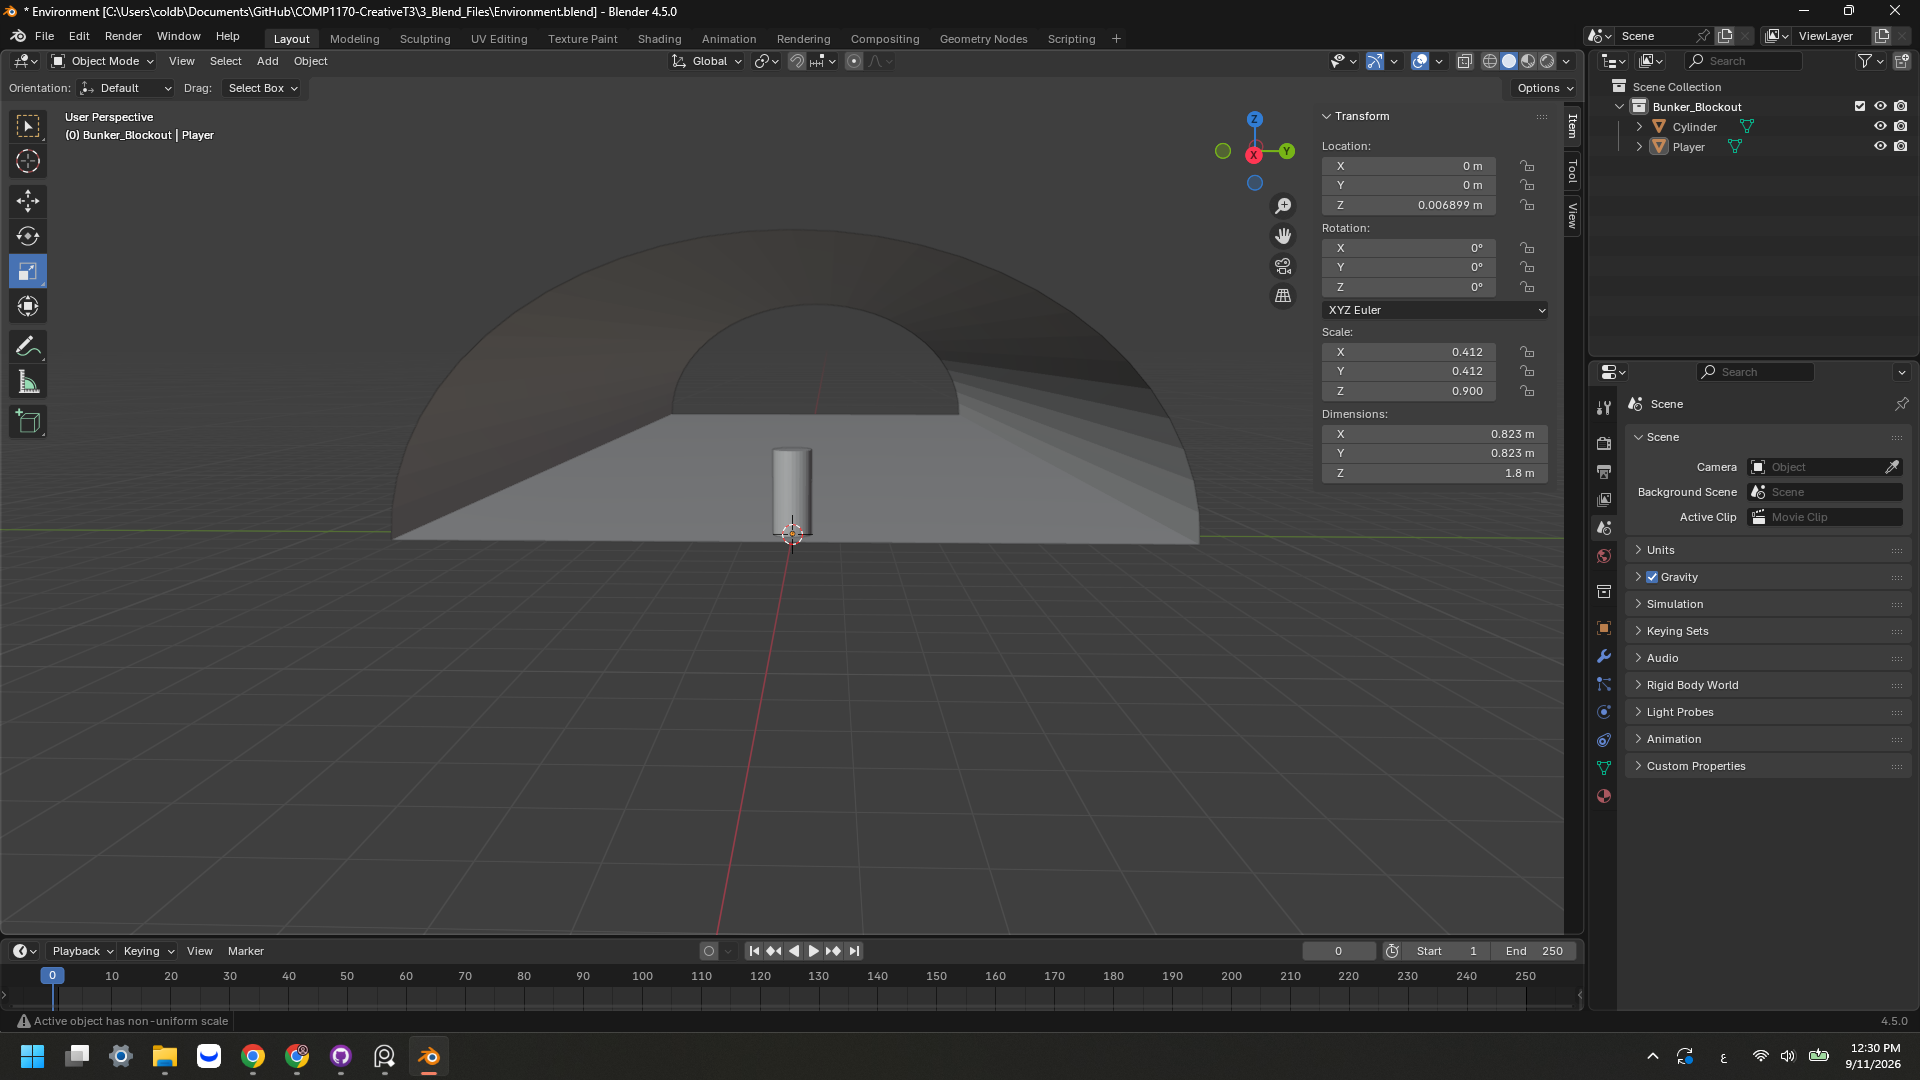 * Environment [C:\Users\coldb\Documents\GitHub\COMP1170-CreativeT3\3_Blend_Files\Environment.blend] - Blender 4.5.0
File Edit Render Window Help Layout Modeling Sculpting UV Editing Texture Paint Shading Animation Rendering Compositing Geometry Nodes Scripting + Scene ViewLayer
Object Mode View Select Add Object Global Search
Orientation: Default Drag: Select Box Options
User Perspective
(0) Bunker_Blockout | Player
Z
Y
X
Item
Tool
View
Transform
Location:
X 0 m
Y 0 m
Z 0.006899 m
Rotation:
X 0°
Y 0°
Z 0°
XYZ Euler
Scale:
X 0.412
Y 0.412
Z 0.900
Dimensions:
X 0.823 m
Y 0.823 m
Z 1.8 m
Scene Collection
Bunker_Blockout
Cylinder
Player
Search
Scene
Scene
Camera Object
Background Scene Scene
Active Clip Movie Clip
Units
Gravity
Simulation
Keying Sets
Audio
Rigid Body World
Light Probes
Animation
Custom Properties
Playback Keying View Marker 0 Start 1 End 250
0 10 20 30 40 50 60 70 80 90 100 110 120 130 140 150 160 170 180 190 200 210 220 230 240 250
Active object has non-uniform scale 4.5.0
ع
12:30 PM
9/11/2026